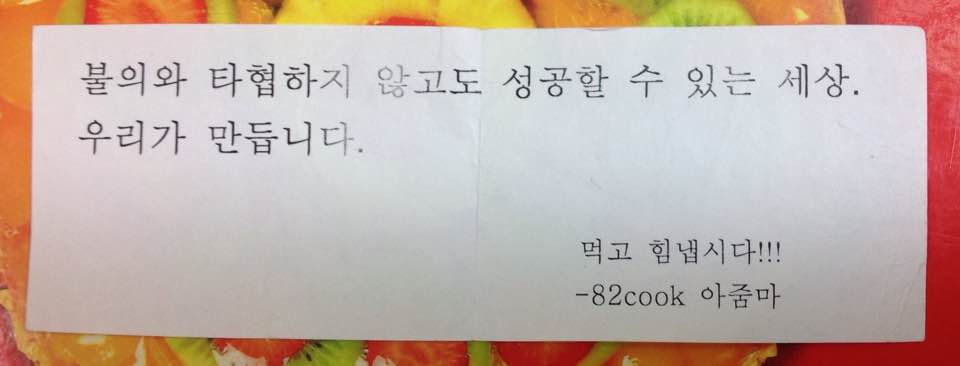 불의와 타협하지 않고도 성공할 수 있는 세상.
우리가 만듭니다.
먹고 힘냅시다!!!
-82cook 아줌마